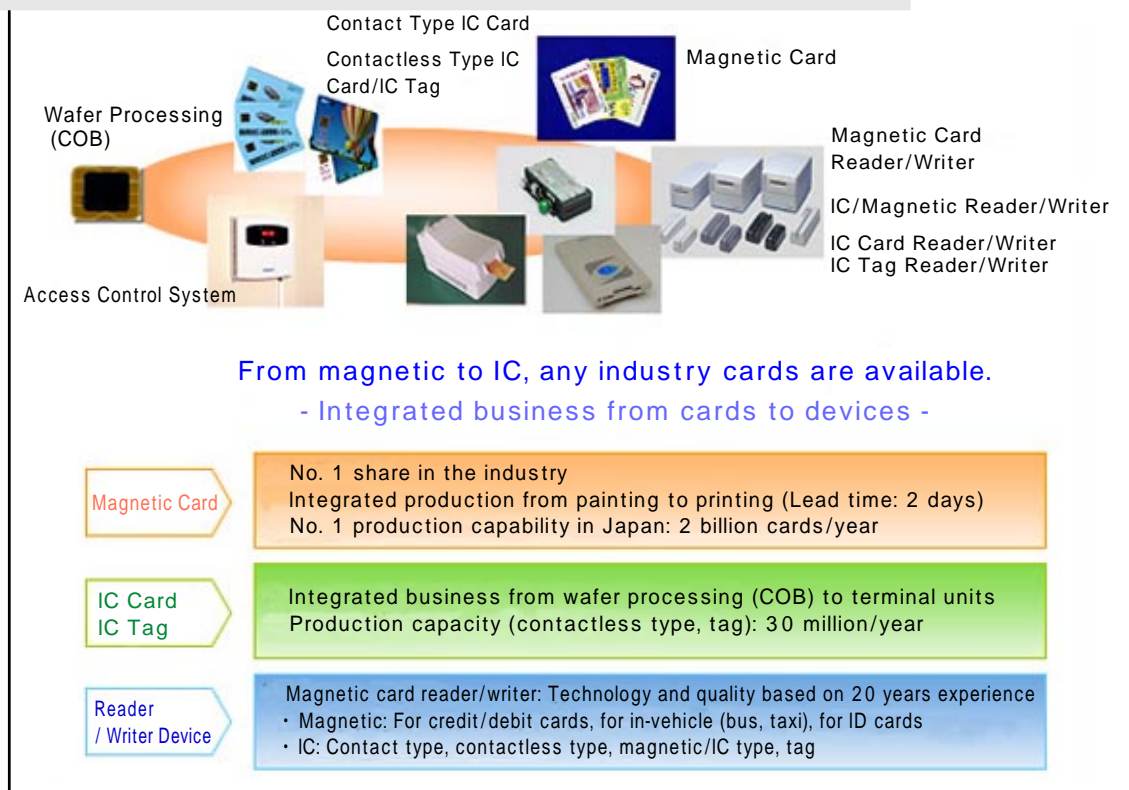 Contact Type IC Card
Contactless Type IC
Card/IC Tag
Magnetic Card
Wafer Processing
(COB)
Magnetic Card
Reader/Writer
IC/Magnetic Reader/Writer
IC Card Reader/Writer
IC Tag Reader/Writer
Access Control System
From magnetic to IC, any industry cards are available.
- Integrated business from cards to devices -
Magnetic Card
No. 1 share in the industry
Integrated production from painting to printing (Lead time: 2 days)
No. 1 production capability in Japan: 2 billion cards/year
IC Card
IC Tag
Integrated business from wafer processing (COB) to terminal units
Production capacity (contactless type, tag): 30 million/year
Reader
/ Writer Device
Magnetic card reader/writer: Technology and quality based on 20 years experience
・Magnetic: For credit/debit cards, for in-vehicle (bus, taxi), for ID cards
・IC: Contact type, contactless type, magnetic/IC type, tag